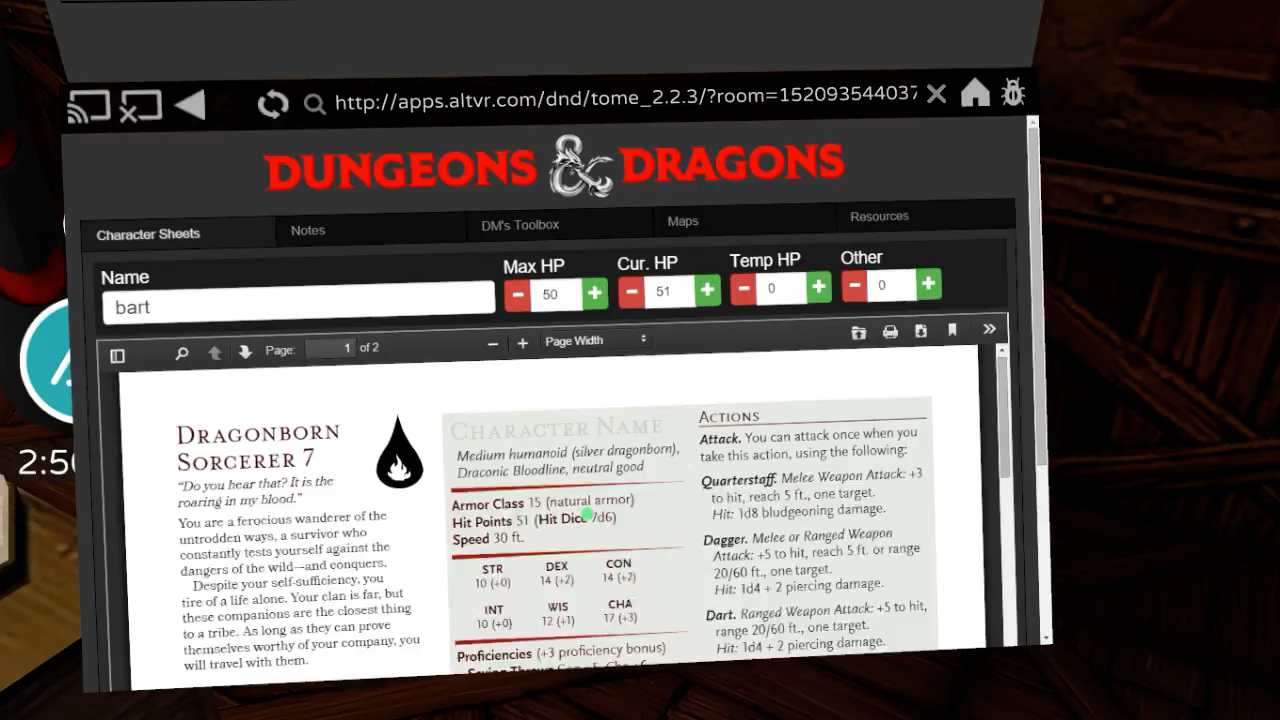 http://apps.altvr.com/dnd/tome_2.2.3/?room=152093544037
DUNGEONS & DRAGONS
Character Sheets
Notes
DM's Toolbox
Maps
Resources
Name
Max HP
Cur. HP
Temp HP
Other
bart
50
51
0
0
Page: 1 of 2
Page Width
DRAGONBORN
SORCERER 7
"Do you hear that? It is the
roaring in my blood."
You are a ferocious wanderer of the
untrodden ways, a survivor who
constantly tests yourself against the
dangers of the wild—and conquers.
Despite your self-sufficiency, you
tire of a life alone. Your clan is far, but
these companions are the closest thing
to a tribe. As long as they can prove
themselves worthy of your company, you
will travel with them.
CHARACTER NAME
Medium humanoid (silver dragonborn),
Draconic Bloodline, neutral good
Armor Class 15 (natural armor)
Hit Points 51 (Hit Dice 7d6)
Speed 30 ft.
STR DEX CON
10 (+0) 14 (+2) 14 (+2)
INT WIS CHA
10 (+0) 12 (+1) 17 (+3)
Proficiencies (+3 proficiency bonus)
ACTIONS
Attack. You can attack once when you
take this action, using the following:
Quarterstaff. Melee Weapon Attack: +3
to hit, reach 5 ft., one target.
Hit: 1d8 bludgeoning damage.
Dagger. Melee or Ranged Weapon
Attack: +5 to hit, reach 5 ft. or range
20/60 ft., one target.
Hit: 1d4 + 2 piercing damage.
Dart. Ranged Weapon Attack: +5 to hit,
range 20/60 ft., one target.
Hit: 1d4 + 2 piercing damage.